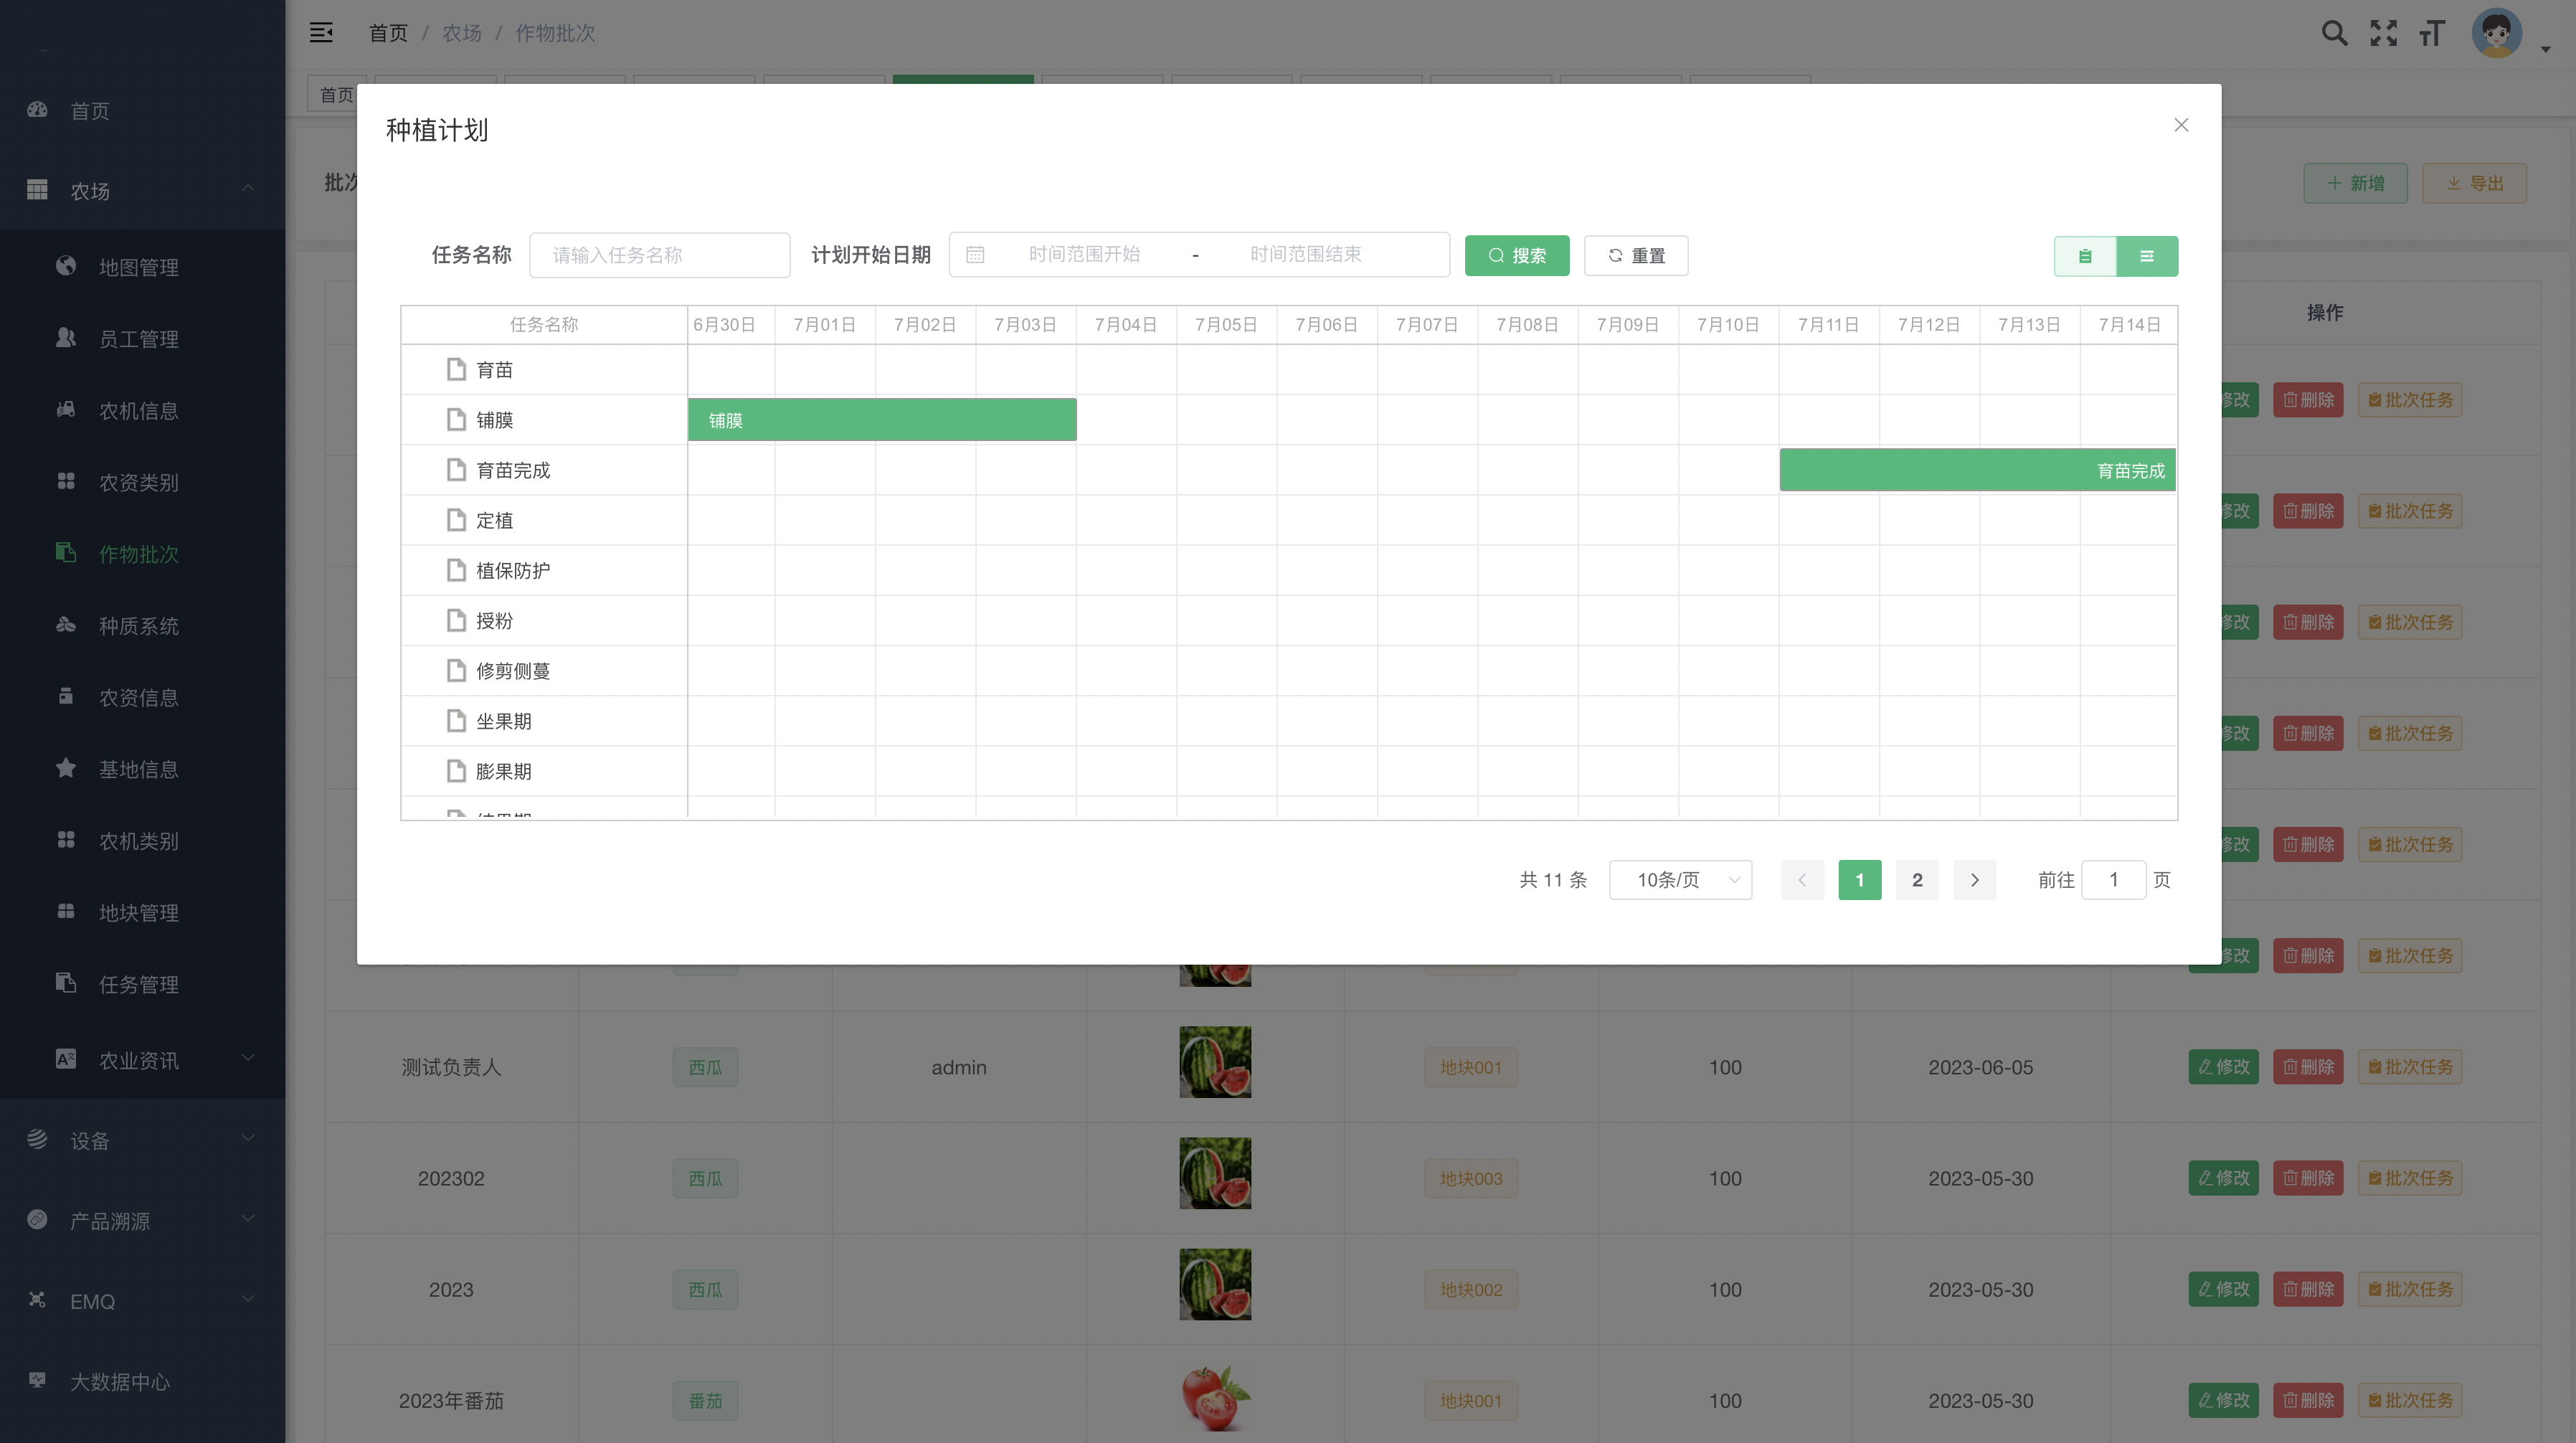 首页 / 农场 / 作物批次
首页
农场
地图管理
员工管理
农机信息
农资类别
作物批次
种质系统
农资信息
基地信息
农机类别
地块管理
任务管理
农业资讯
设备
产品溯源
EMQ
大数据中心
首页
批次
新增 导出
种植计划
任务名称 请输入任务名称 计划开始日期 时间范围开始 - 时间范围结束 搜索 重置
任务名称 6月30日 7月01日 7月02日 7月03日 7月04日 7月05日 7月06日 7月07日 7月08日 7月09日 7月10日 7月11日 7月12日 7月13日 7月14日
育苗
铺膜 铺膜
育苗完成 育苗完成
定植
植保防护
授粉
修剪侧蔓
坐果期
膨果期
共 11 条 10条/页 1 2 前往 1 页
操作
修改 删除 批次任务
修改 删除 批次任务
修改 删除 批次任务
修改 删除 批次任务
修改 删除 批次任务
修改 删除 批次任务
测试负责人 西瓜 admin 地块001 100 2023-06-05 修改 删除 批次任务
202302 西瓜 地块003 100 2023-05-30 修改 删除 批次任务
2023 西瓜 地块002 100 2023-05-30 修改 删除 批次任务
2023年番茄 番茄 地块001 100 2023-05-30 修改 删除 批次任务